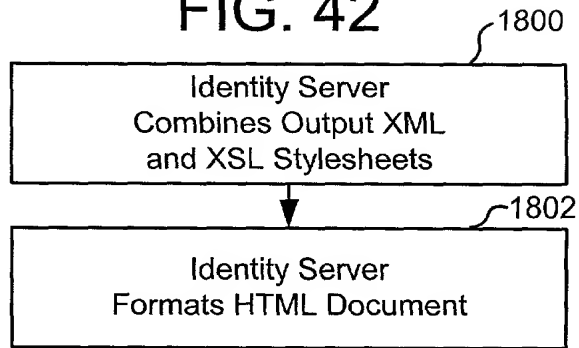 FIG. 42
1800
Identity Server
Combines Output XML
and XSL Stylesheets
1802
Identity Server
Formats HTML Document